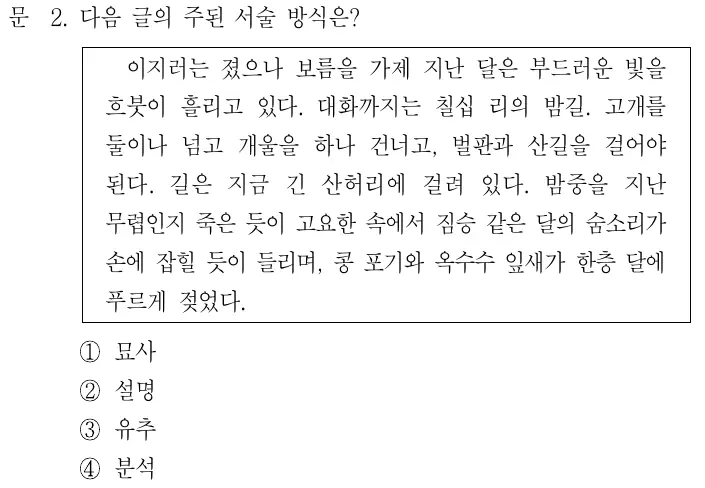 문 2. 다음 글의 주된 서술 방식은?
이지러는 졌으나 보름을 가제 지난 달은 부드러운 빛을
흐붓이 흘리고 있다. 대화까지는 칠십 리의 밤길. 고개를
둘이나 넘고 개울을 하나 건너고, 벌판과 산길을 걸어야
된다. 길은 지금 긴 산허리에 걸려 있다. 밤중을 지난
무렵인지 죽은 듯이 고요한 속에서 짐승 같은 달의 숨소리가
손에 잡힐 듯이 들리며, 콩 포기와 옥수수 잎새가 한층 달에
푸르게 젖었다.
① 묘사
② 설명
③ 유추
④ 분석